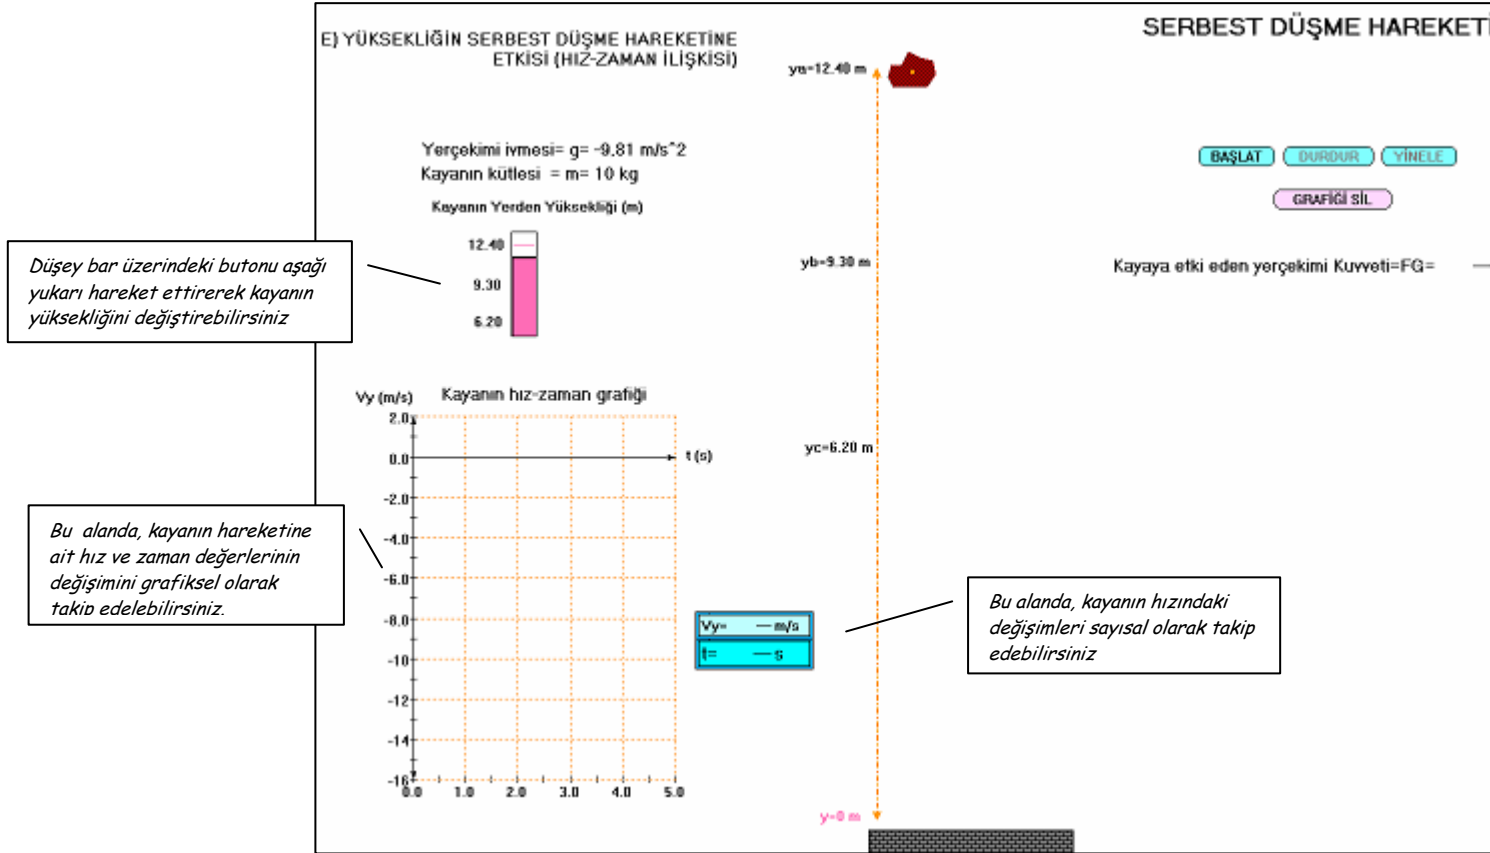 SERBEST DÜŞME HAREKETİ
E) YÜKSEKLİĞİN SERBEST DÜŞME HAREKETİNE
ETKİSİ (HIZ-ZAMAN İLİŞKİSİ)
ya=12.40 m
Yerçekimi ivmesi= g= -9.81 m/s^2
Kayanın kütlesi = m= 10 kg
Kayanın Yerden Yüksekliği (m)
12.40
9.30
6.20
BAŞLAT
DURDUR
YİNELE
GRAFİĞİ SİL
Düşey bar üzerindeki butonu aşağı
yukarı hareket ettirerek kayanın
yüksekliğini değiştirebilirsiniz
yb=9.30 m
Kayaya etki eden yerçekimi Kuvveti=FG= —
Vy (m/s)
Kayanın hız-zaman grafiği
2.0
0.0
-2.0
-4.0
-6.0
-8.0
-10
-12
-14
-16
t (s)
0.0 1.0 2.0 3.0 4.0 5.0
yc=6.20 m
Bu alanda, kayanın hareketine
ait hız ve zaman değerlerinin
değişimini grafiksel olarak
takip edelebilirsiniz.
Vy= — m/s
t= — s
Bu alanda, kayanın hızındaki
değişimleri sayısal olarak takip
edebilirsiniz
y=0 m